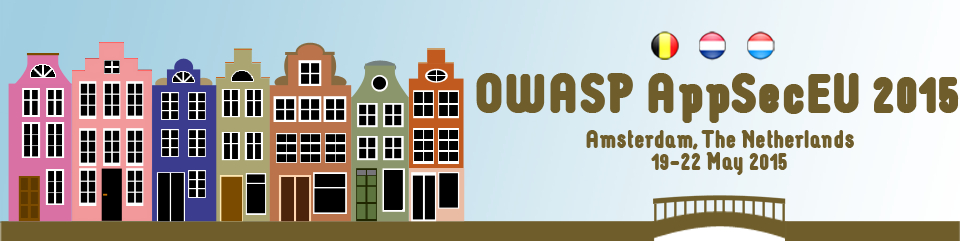 OWASP AppSecEU 2015
Amsterdam, The Netherlands
19-22 May 2015